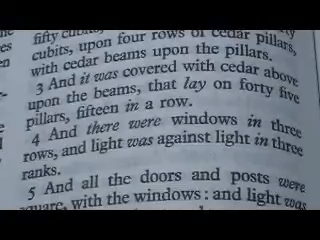 fifty cubits,
cubits, upon four rows of cedar pillars,
with cedar beams upon the pillars.
3 And it was covered with cedar above
upon the beams, that lay on forty five
pillars, fifteen in a row.
4 And there were windows in three
rows, and light was against light in three
ranks.
5 And all the doors and posts were
square, with the windows : and light was